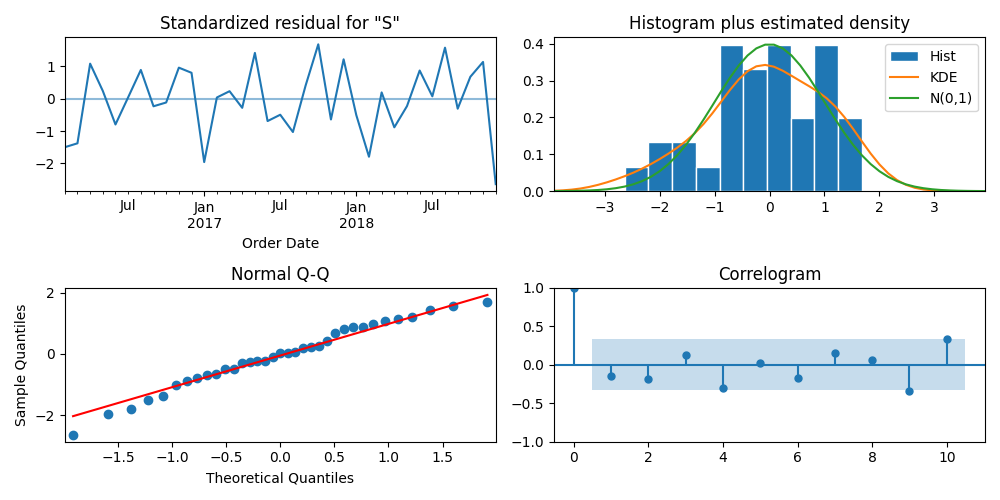 Standardized residual for "S"
1
0
−1
−2
Jul
Jan
2017
Jul
Jan
2018
Jul
Order Date
Histogram plus estimated density
0.4
0.3
0.2
0.1
0.0
Hist
KDE
N(0,1)
−3 −2 −1 0 1 2 3
Normal Q-Q
Sample Quantiles
2
0
−2
−1.5 −1.0 −0.5 0.0 0.5 1.0 1.5
Theoretical Quantiles
Correlogram
1.0
0.5
0.0
−0.5
−1.0
0 2 4 6 8 10